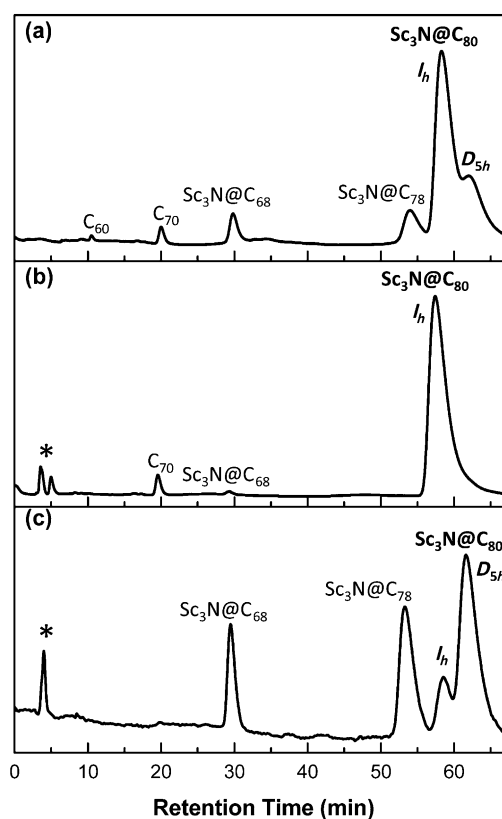 (a)
Sc₃N@C₈₀
Iₕ
D₅ₕ
Sc₃N@C₆₈
Sc₃N@C₇₈
C₆₀
C₇₀
(b)
Sc₃N@C₈₀
Iₕ
*
C₇₀
Sc₃N@C₆₈
(c)
Sc₃N@C₈₀
D₅ₕ
Sc₃N@C₇₈
Sc₃N@C₆₈
*
Iₕ
0 10 20 30 40 50 60
Retention Time (min)